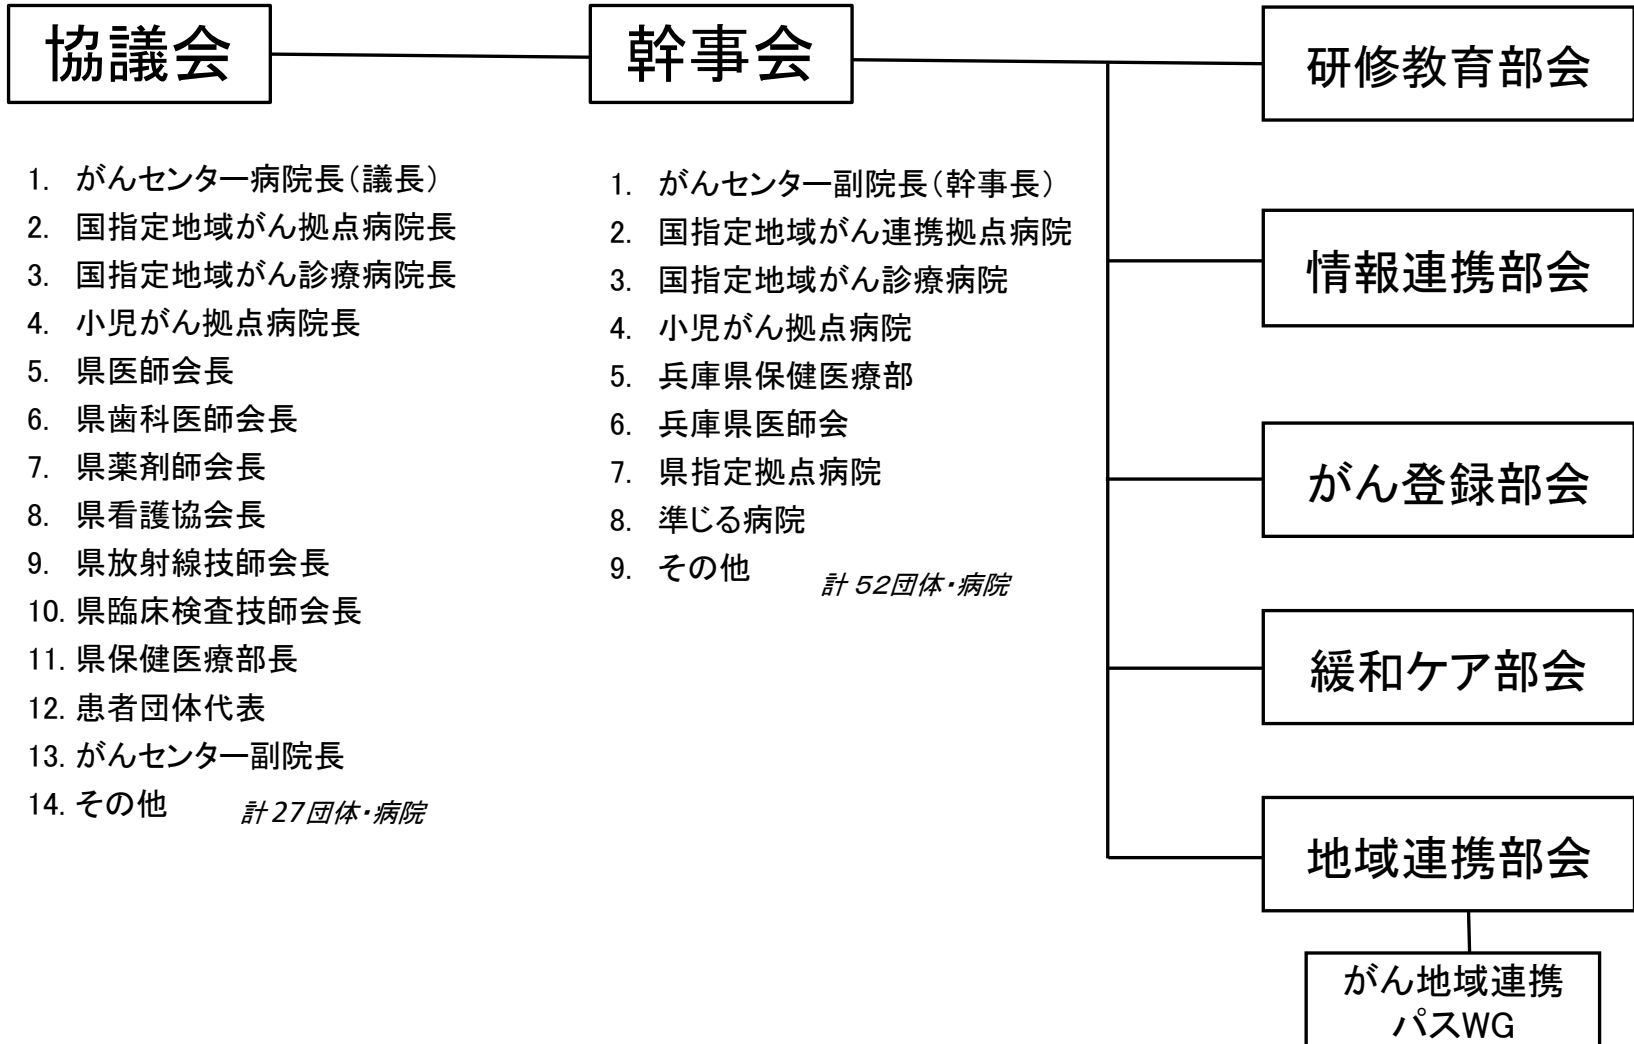 協議会
1. がんセンター病院長（議長）
2. 国指定地域がん拠点病院長
3. 国指定地域がん診療病院長
4. 小児がん拠点病院長
5. 県医師会長
6. 県歯科医師会長
7. 県薬剤師会長
8. 県看護協会長
9. 県放射線技師会長
10. 県臨床検査技師会長
11. 県保健医療部長
12. 患者団体代表
13. がんセンター副院長
14. その他 計27団体・病院
幹事会
1. がんセンター副院長（幹事長）
2. 国指定地域がん連携拠点病院
3. 国指定地域がん診療病院
4. 小児がん拠点病院
5. 兵庫県保健医療部
6. 兵庫県医師会
7. 県指定拠点病院
8. 準じる病院
9. その他 計52団体・病院
研修教育部会
情報連携部会
がん登録部会
緩和ケア部会
地域連携部会
がん地域連携
パスWG